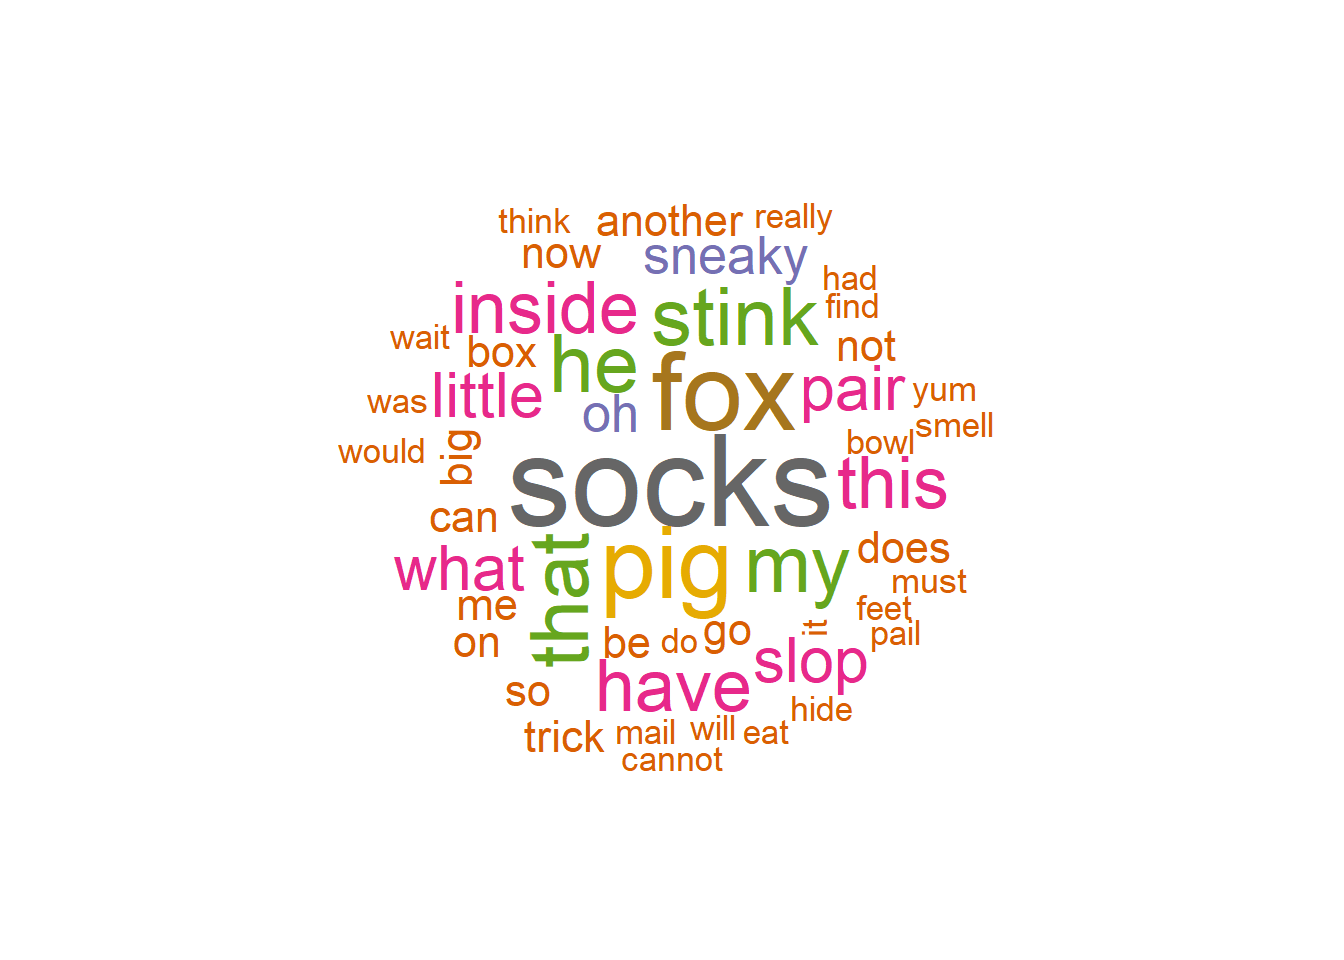 think another really
now sneaky
had
inside stink find
wait box he not
little fox pair yum
was oh smell
would big bowl
socks this
can
what that pig my does
must
me feet
on be do go it pail
have slop
so hide
trick mail will eat
cannot